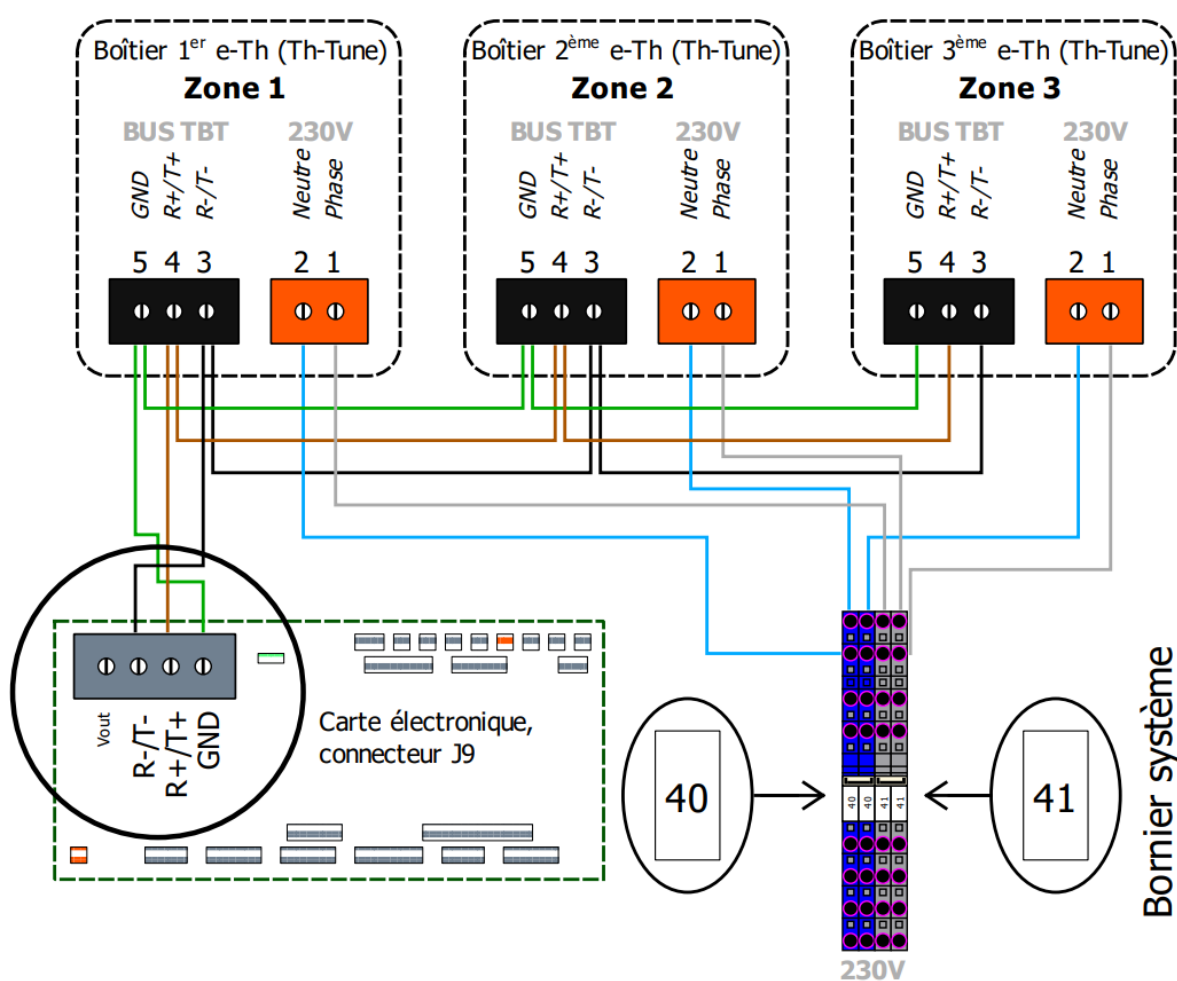 Boîtier 1er e-Th (Th-Tune)
Zone 1
BUS TBT 230V
GND R+/T+ R-/T- Neutre Phase
5 4 3 2 1
Boîtier 2ème e-Th (Th-Tune)
Zone 2
BUS TBT 230V
GND R+/T+ R-/T- Neutre Phase
5 4 3 2 1
Boîtier 3ème e-Th (Th-Tune)
Zone 3
BUS TBT 230V
GND R+/T+ R-/T- Neutre Phase
5 4 3 2 1
Vout
R-/T-
R+/T+
GND
Carte électronique,
connecteur J9
40
40 40 41 41
41
Bornier système
230V